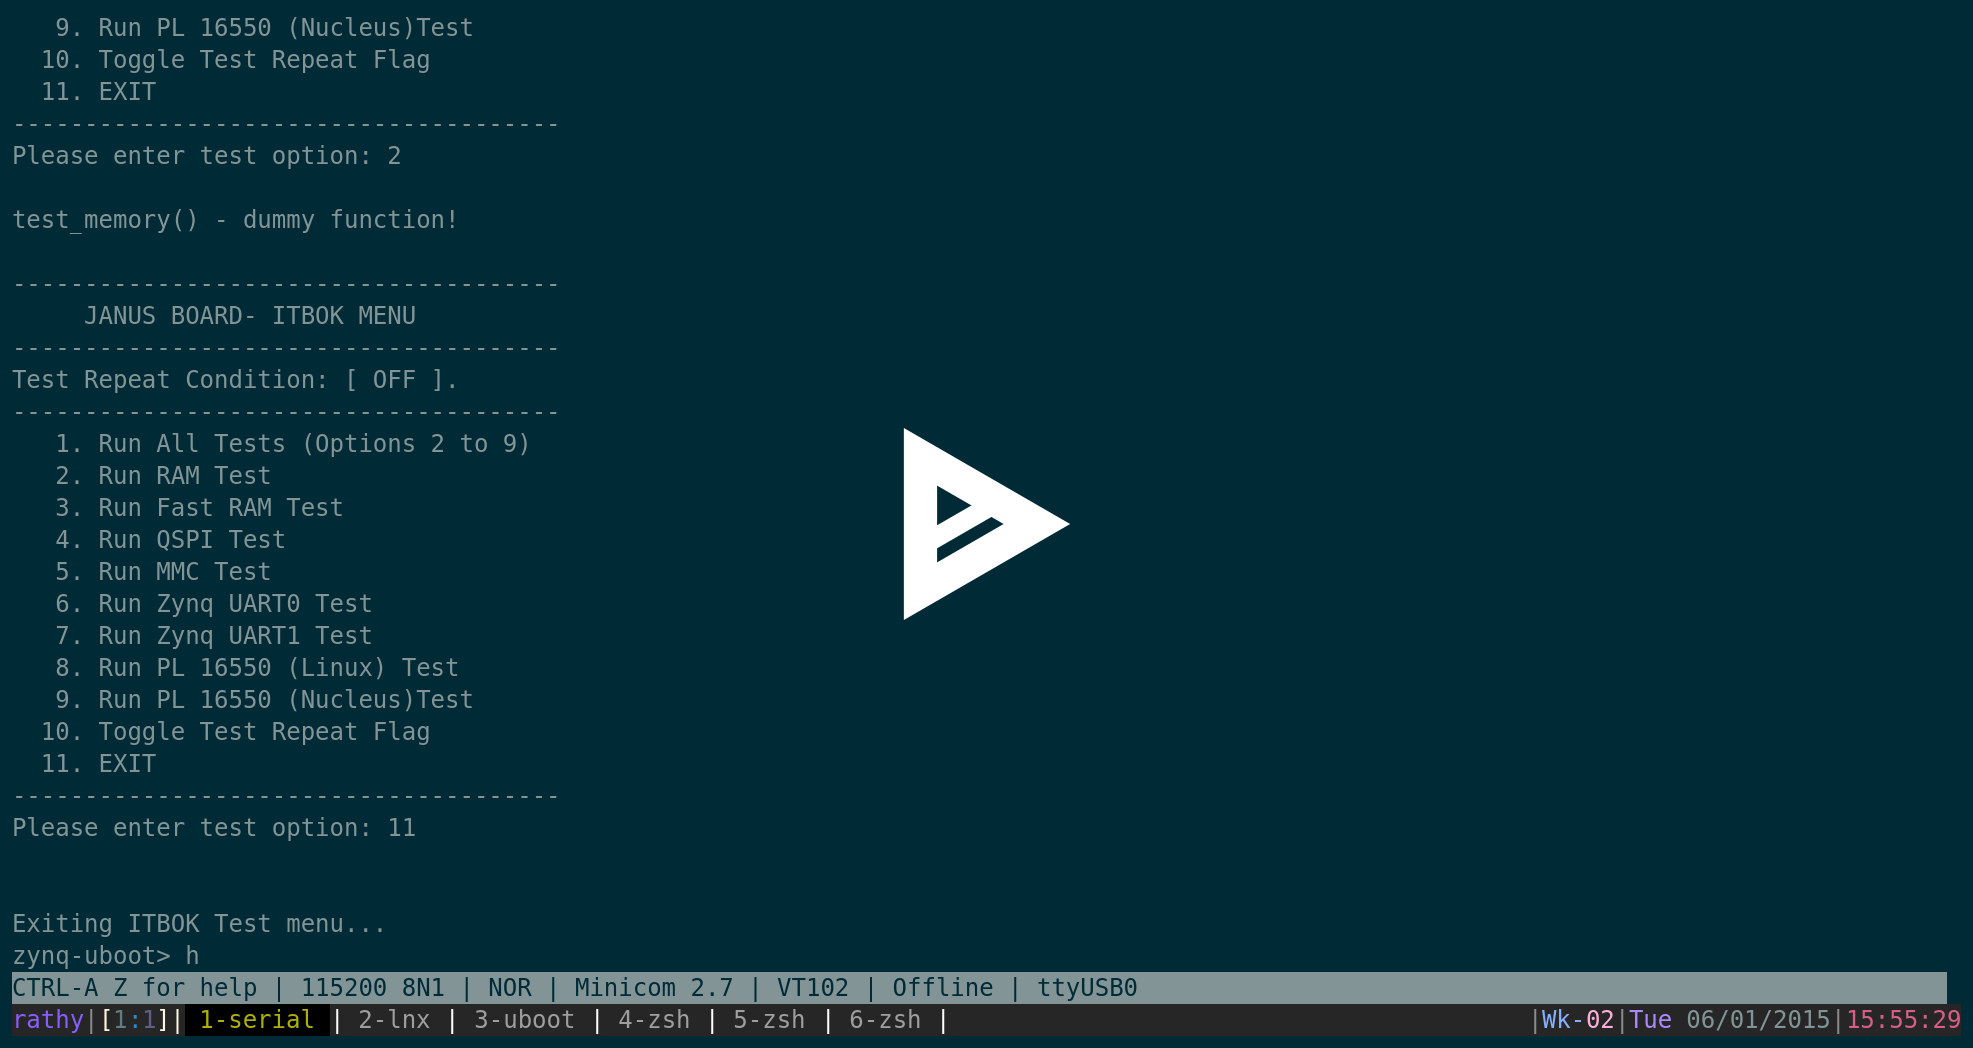 9. Run PL 16550 (Nucleus)Test
  10. Toggle Test Repeat Flag
  11. EXIT
--------------------------------------
Please enter test option: 2

test_memory() - dummy function!

--------------------------------------
     JANUS BOARD- ITBOK MENU
--------------------------------------
Test Repeat Condition: [ OFF ].
--------------------------------------
   1. Run All Tests (Options 2 to 9)
   2. Run RAM Test
   3. Run Fast RAM Test
   4. Run QSPI Test
   5. Run MMC Test
   6. Run Zynq UART0 Test
   7. Run Zynq UART1 Test
   8. Run PL 16550 (Linux) Test
   9. Run PL 16550 (Nucleus)Test
  10. Toggle Test Repeat Flag
  11. EXIT
--------------------------------------
Please enter test option: 11


Exiting ITBOK Test menu...
zynq-uboot> h
CTRL-A Z for help | 115200 8N1 | NOR | Minicom 2.7 | VT102 | Offline | ttyUSB0
rathy|[1:1]| 1-serial | 2-lnx | 3-uboot | 4-zsh | 5-zsh | 6-zsh | |Wk-02|Tue 06/01/2015|15:55:29